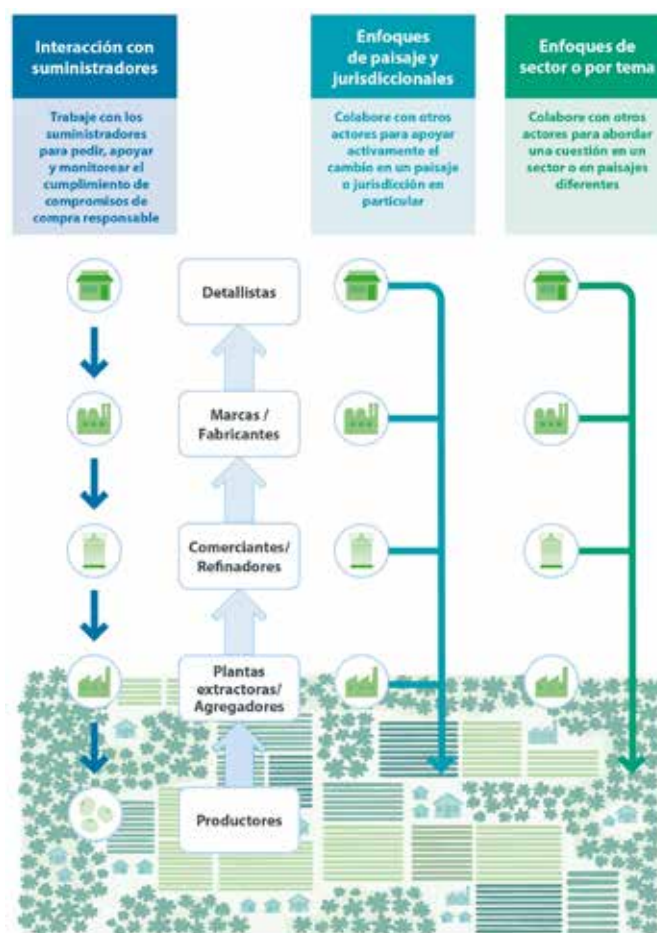 Interacción con
suministradores
Trabaje con los
suministradores
para pedir, apoyar
y monitorear el
cumplimiento de
compromisos de
compra responsable
Enfoques
de paisaje y
jurisdiccionales
Colabore con otros
actores para apoyar
activamente el
cambio en un paisaje
o jurisdicción en
particular
Enfoques de
sector o por tema
Colabore con otros
actores para abordar
una cuestión en un
sector o en paisajes
diferentes
Detallistas
Marcas /
Fabricantes
Comerciantes/
Refinadores
Plantas
extractoras/
Agregadores
Productores